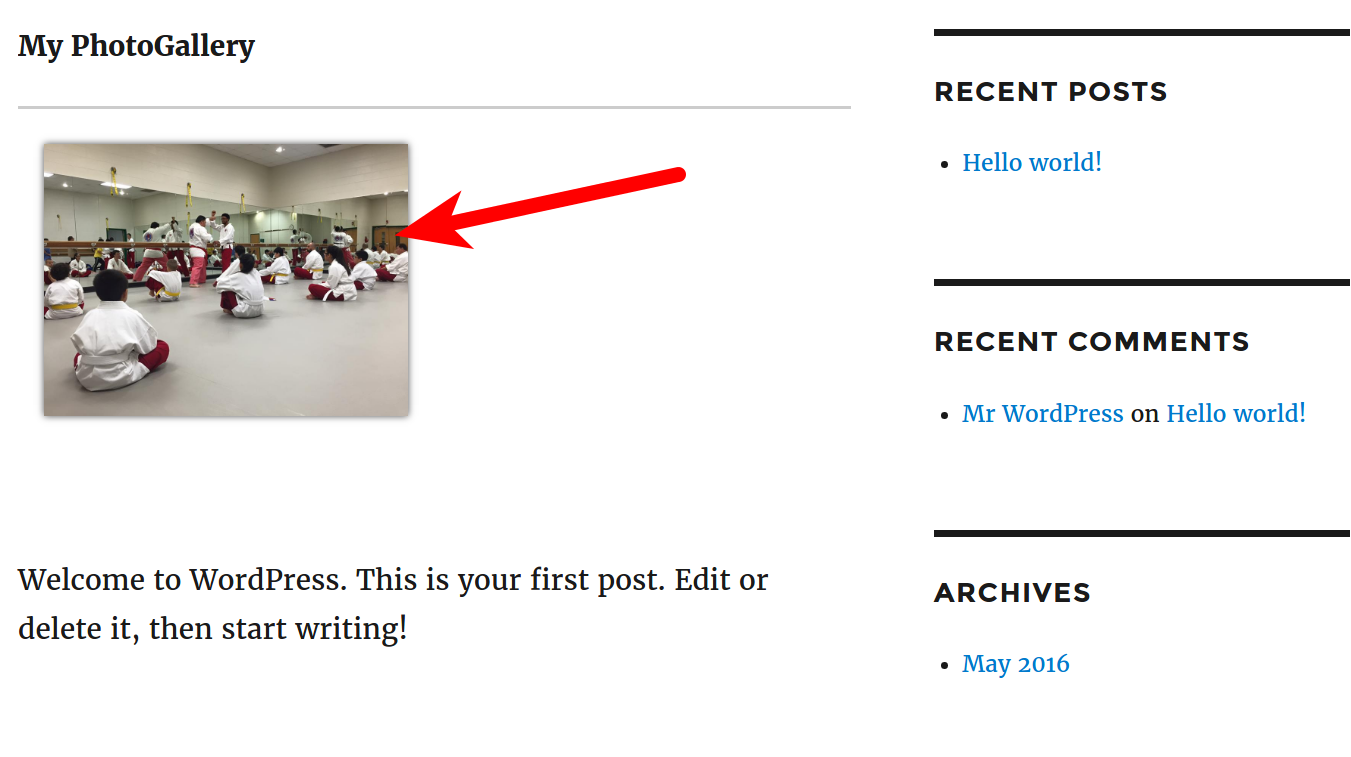 My PhotoGallery
Welcome to WordPress. This is your first post. Edit or
delete it, then start writing!
RECENT POSTS
Hello world!
RECENT COMMENTS
Mr WordPress on Hello world!
ARCHIVES
May 2016